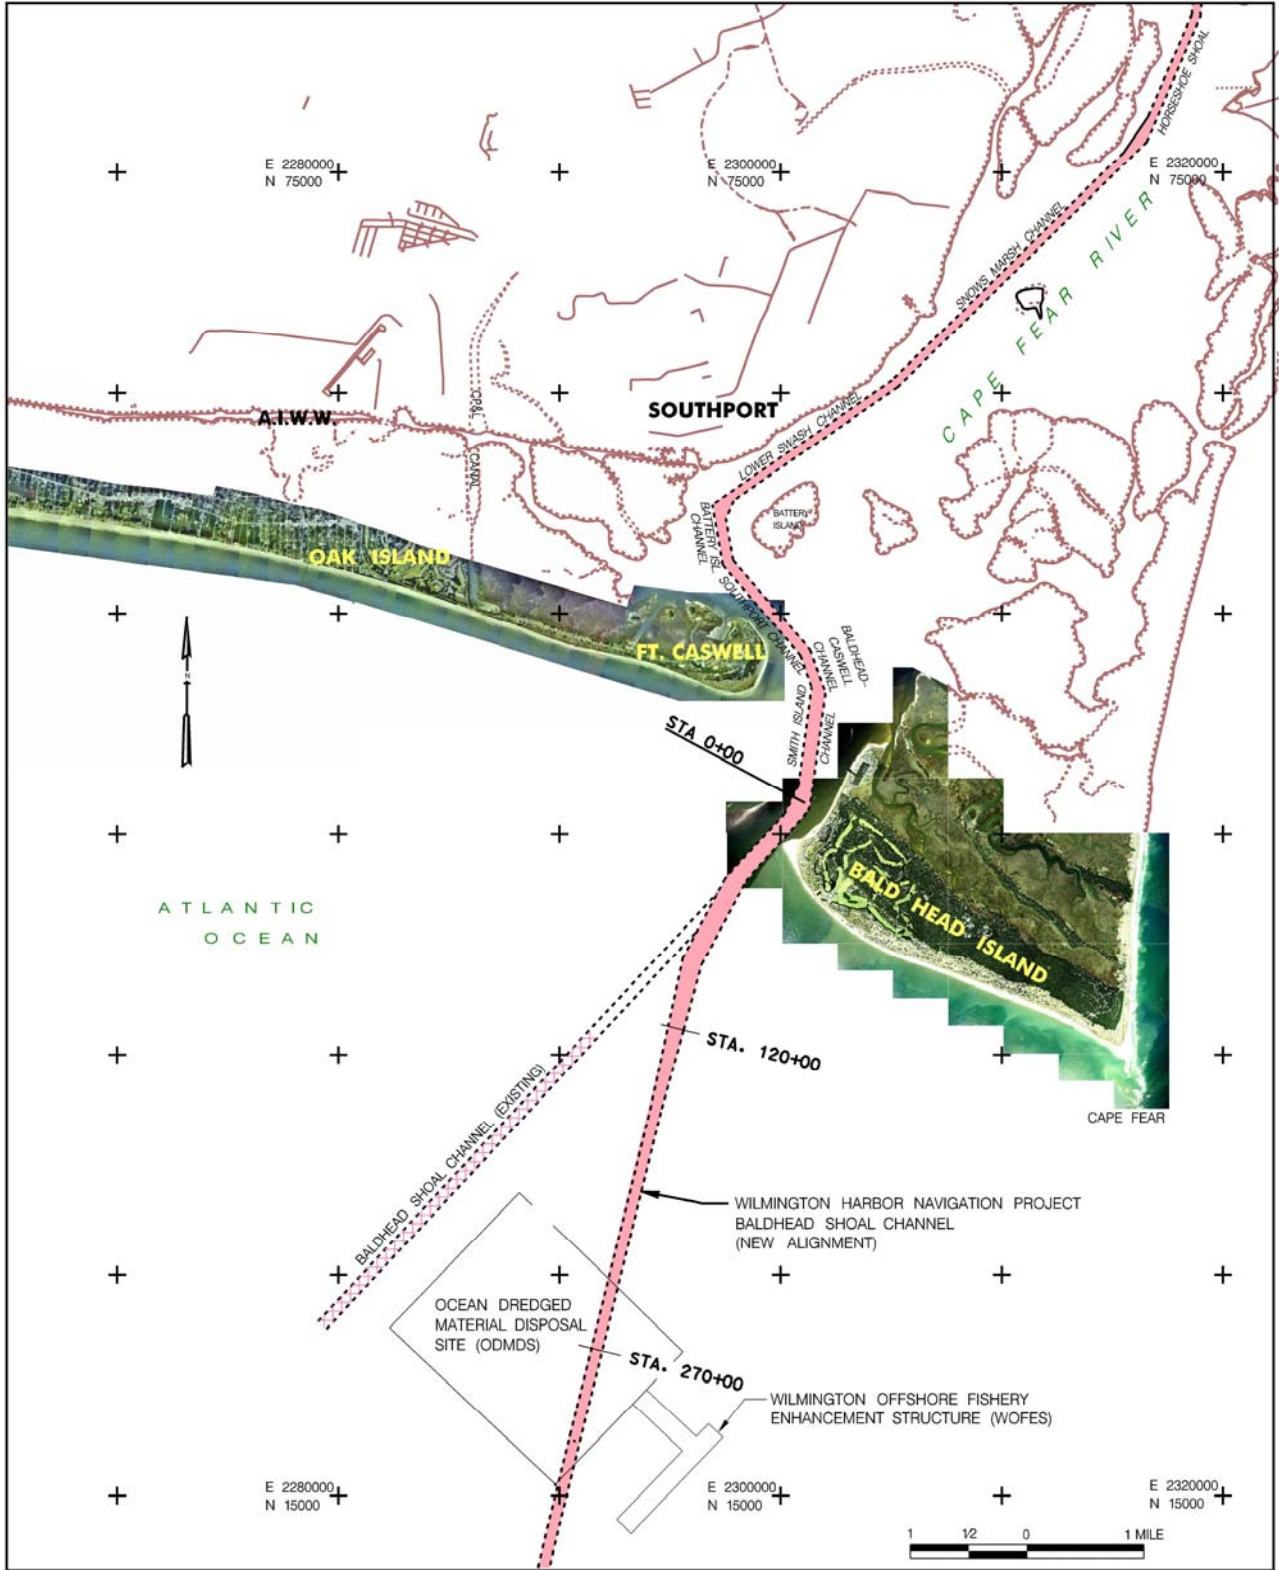 HORSESHOE SHOAL
E 2280000
N 75000
E 2300000
N 75000
E 2320000
N 75000
SNOWS MARSH CHANNEL
CAPE FEAR RIVER
CP&L
CANAL
A.I.W.W.
SOUTHPORT
LOWER SWASH CHANNEL
BATTERY ISL.
CHANNEL
BATTERY
ISLAND
OAK ISLAND
SOUTHPORT CHANNEL
FT. CASWELL
BALDHEAD-
CASWELL
CHANNEL
N
SMITH ISLAND
CHANNEL
STA 0+00
BALD HEAD ISLAND
ATLANTIC
OCEAN
STA. 120+00
BALDHEAD SHOAL CHANNEL (EXISTING)
CAPE FEAR
WILMINGTON HARBOR NAVIGATION PROJECT
BALDHEAD SHOAL CHANNEL
(NEW ALIGNMENT)
OCEAN DREDGED
MATERIAL DISPOSAL
SITE (ODMDS)
STA. 270+00
WILMINGTON OFFSHORE FISHERY
ENHANCEMENT STRUCTURE (WOFES)
E 2280000
N 15000
E 2300000
N 15000
E 2320000
N 15000
1 1/2 0 1 MILE